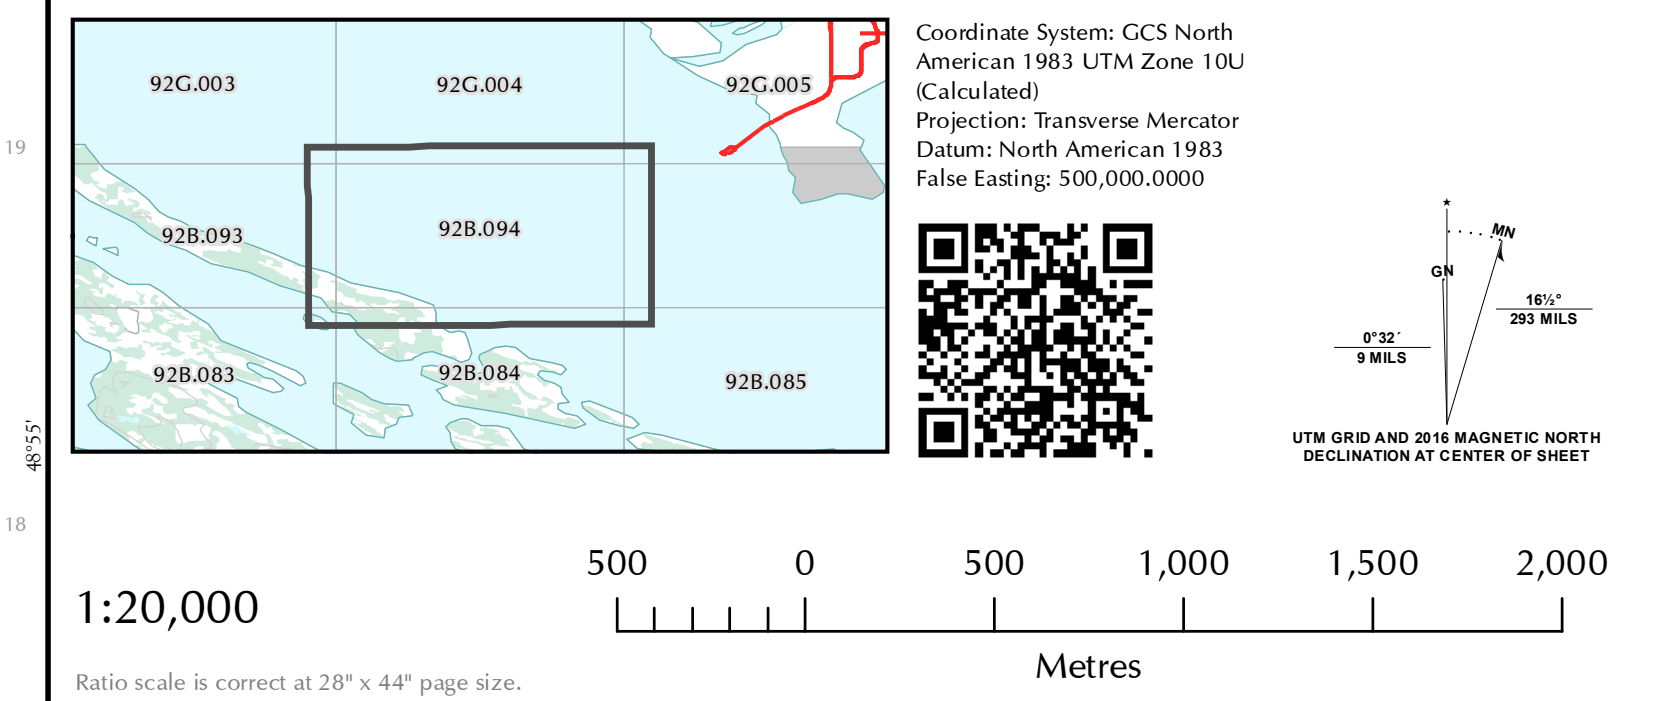 92G.003
92G.004
92G.005
92B.093
92B.094
92B.083
92B.084
92B.085
19
48°55'
18
Coordinate System: GCS North
American 1983 UTM Zone 10U
(Calculated)
Projection: Transverse Mercator
Datum: North American 1983
False Easting: 500,000.0000
★
MN
GN
16½°
293 MILS
0°32´
9 MILS
UTM GRID AND 2016 MAGNETIC NORTH
DECLINATION AT CENTER OF SHEET
1:20,000
Ratio scale is correct at 28" x 44" page size.
500 0 500 1,000 1,500 2,000
Metres